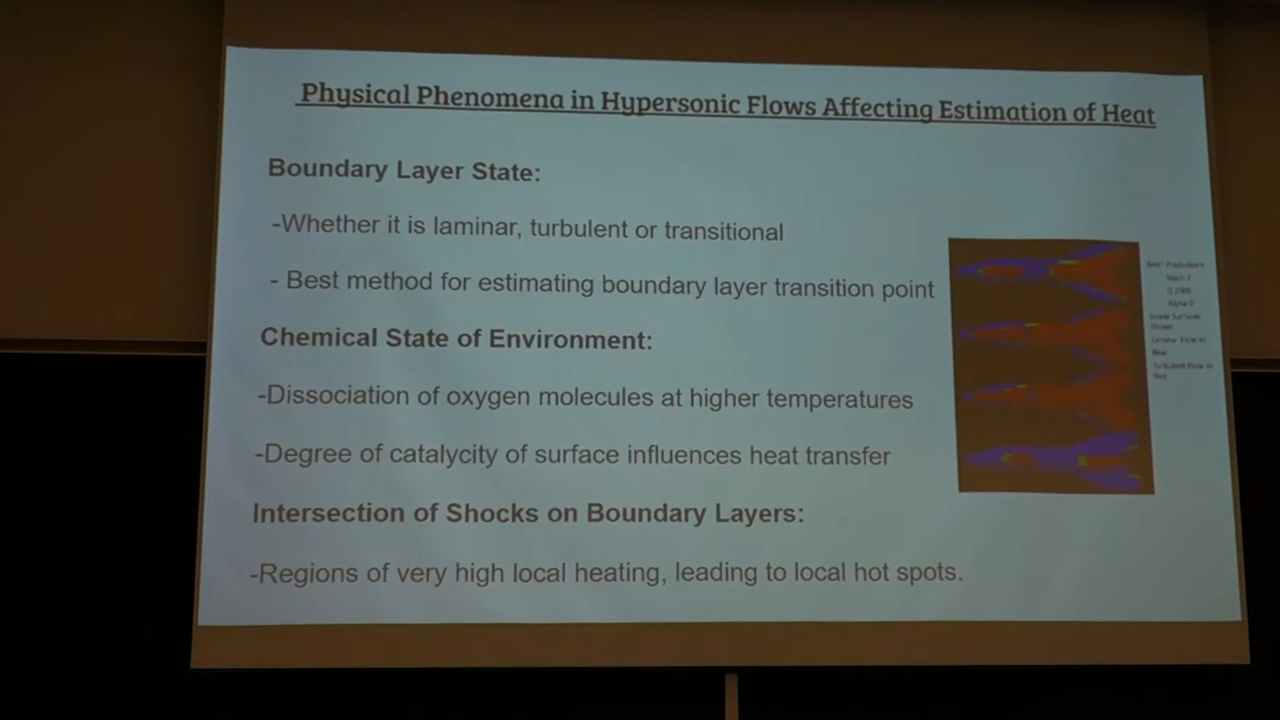 Physical Phenomena in Hypersonic Flows Affecting Estimation of Heat
Boundary Layer State:
-Whether it is laminar, turbulent or transitional
- Best method for estimating boundary layer transition point
Chemical State of Environment:
-Dissociation of oxygen molecules at higher temperatures
-Degree of catalycity of surface influences heat transfer
Intersection of Shocks on Boundary Layers:
-Regions of very high local heating, leading to local hot spots.